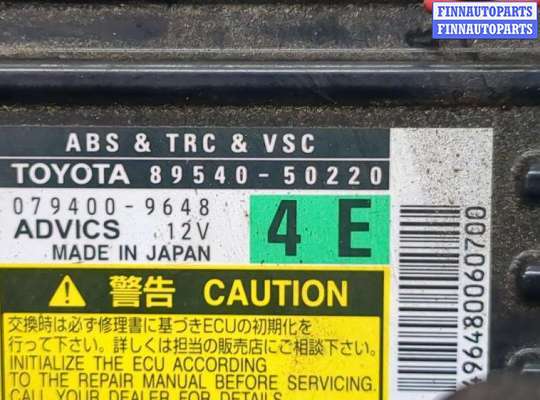 FINNAUTOPARTS
FINNAUTOPARTS
ABS & TRC & VSC
TOYOTA 89540-50220
079400-9648
ADVICS 12V
MADE IN JAPAN
4E
警告 CAUTION
交換時は必ず修理書に基づきECUの初期化を
行って下さい。詳しくは担当の販売店にご相談下さい。
INITIALIZE THE ECU ACCORDING
TO THE REPAIR MANUAL BEFORE SERVICING.
CALL YOUR DEALER FOR DETAILS
496480060700